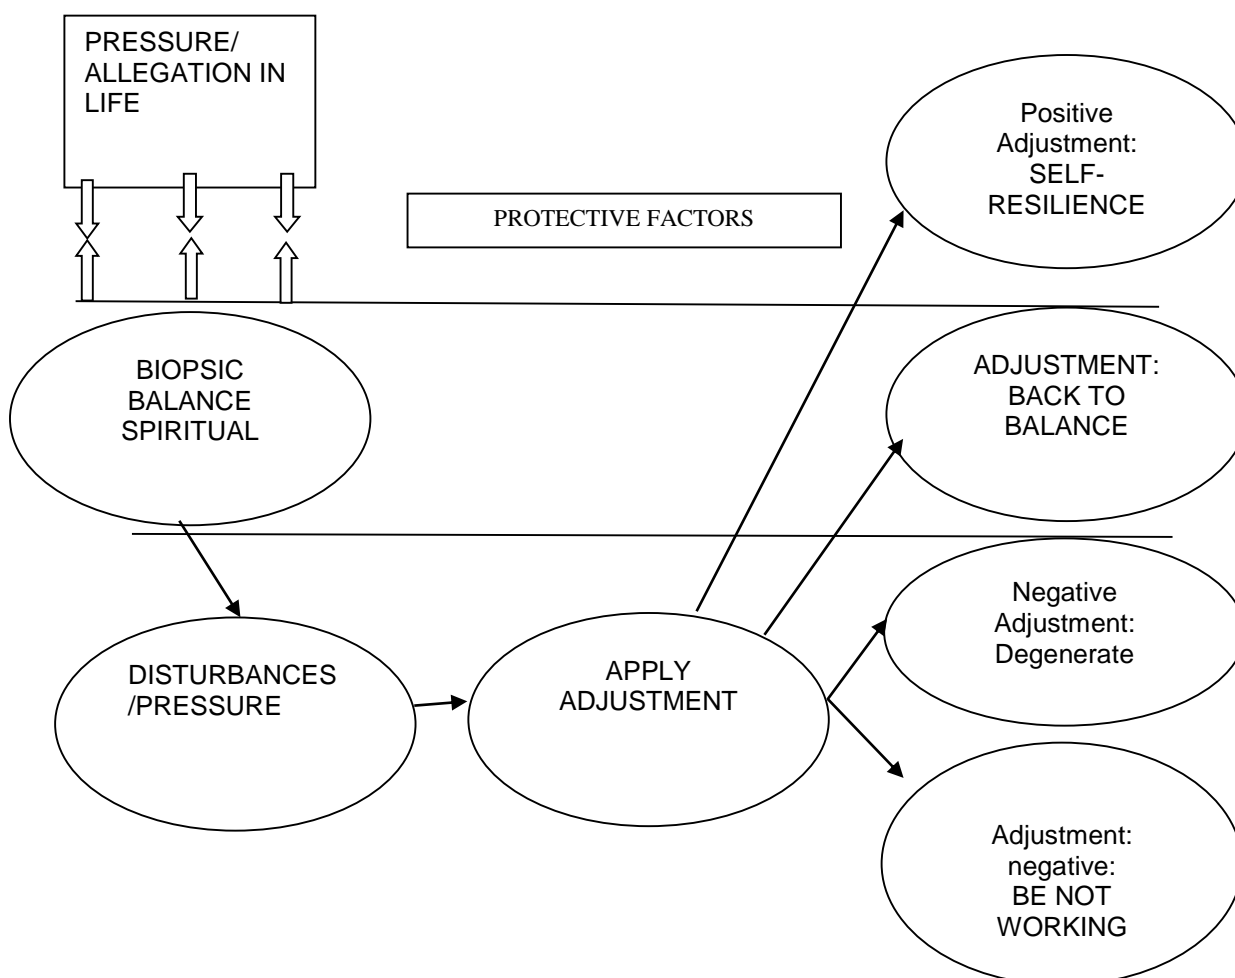 PRESSURE/
ALLEGATION IN
LIFE
PROTECTIVE FACTORS
Positive
Adjustment:
SELF-
RESILIENCE
BIOPSIC
BALANCE
SPIRITUAL
ADJUSTMENT:
BACK TO
BALANCE
DISTURBANCES
/PRESSURE
APPLY
ADJUSTMENT
Negative
Adjustment:
Degenerate
Adjustment:
negative:
BE NOT
WORKING